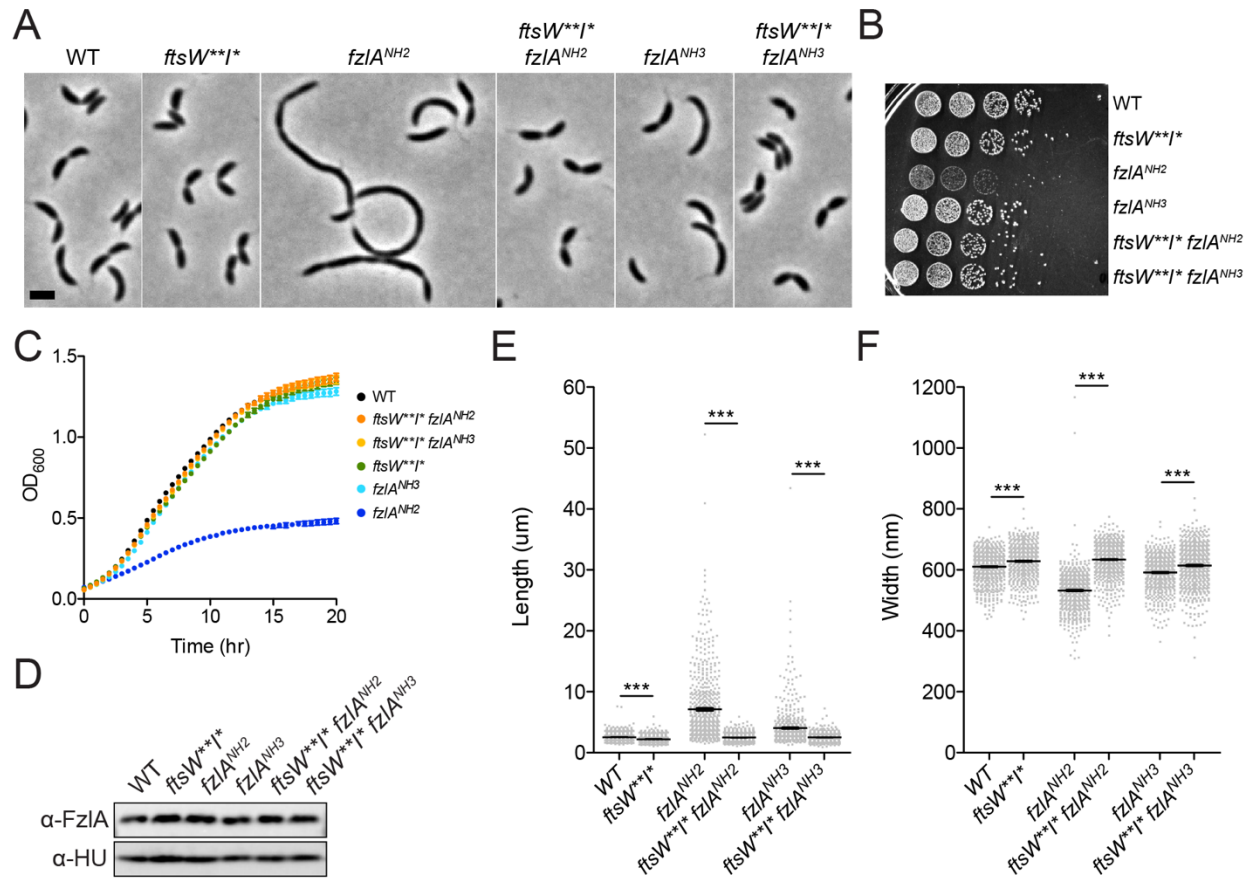 A
WT
ftsW**I*
fzlA^NH2
ftsW**I*
fzlA^NH2
fzlA^NH3
ftsW**I*
fzlA^NH3
B
WT
ftsW**I*
fzlA^NH2
fzlA^NH3
ftsW**I* fzlA^NH2
ftsW**I* fzlA^NH3
C
OD600
1.5
1.0
0.5
0.0
0
5
10
15
20
Time (hr)
WT
ftsW**I* fzlA^NH2
ftsW**I* fzlA^NH3
ftsW**I*
fzlA^NH3
fzlA^NH2
D
WT
ftsW**I*
fzlA^NH2
fzlA^NH3
ftsW**I* fzlA^NH2
ftsW**I* fzlA^NH3
α-FzlA
α-HU
E
Length (um)
60
50
40
30
20
10
0
***
***
***
WT
ftsW**I*
fzlA^NH2
ftsW**I* fzlA^NH2
fzlA^NH3
ftsW**I* fzlA^NH3
F
Width (nm)
1200
1000
800
600
400
200
0
***
***
***
WT
ftsW**I*
fzlA^NH2
ftsW**I* fzlA^NH2
fzlA^NH3
ftsW**I* fzlA^NH3